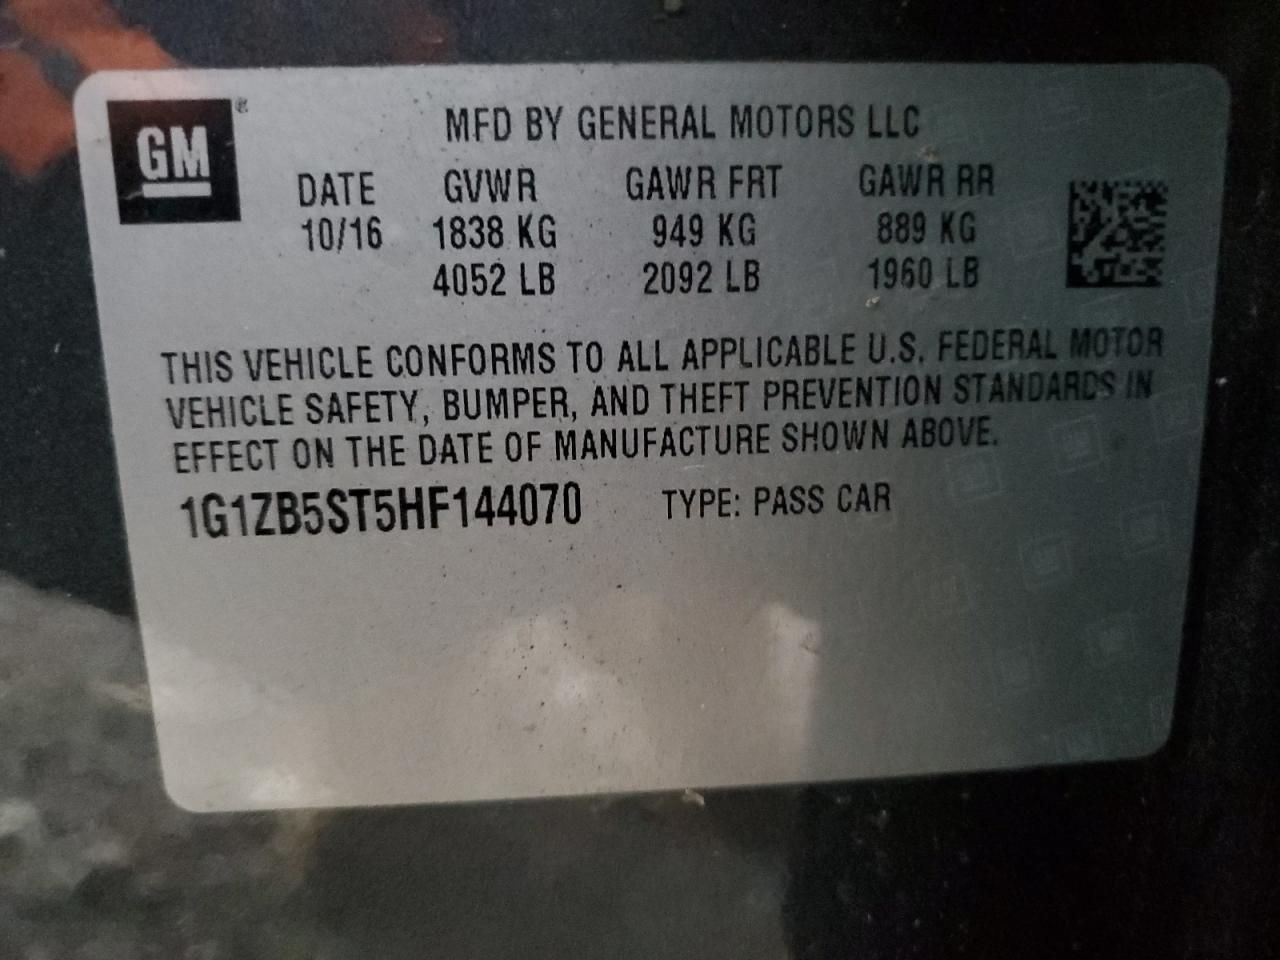 GM®
MFD BY GENERAL MOTORS LLC
DATE GVWR GAWR FRT GAWR RR
10/16 1838 KG 949 KG 889 KG
4052 LB 2092 LB 1960 LB
THIS VEHICLE CONFORMS TO ALL APPLICABLE U.S. FEDERAL MOTOR
VEHICLE SAFETY, BUMPER, AND THEFT PREVENTION STANDARDS IN
EFFECT ON THE DATE OF MANUFACTURE SHOWN ABOVE.
1G1ZB5ST5HF144070 TYPE: PASS CAR